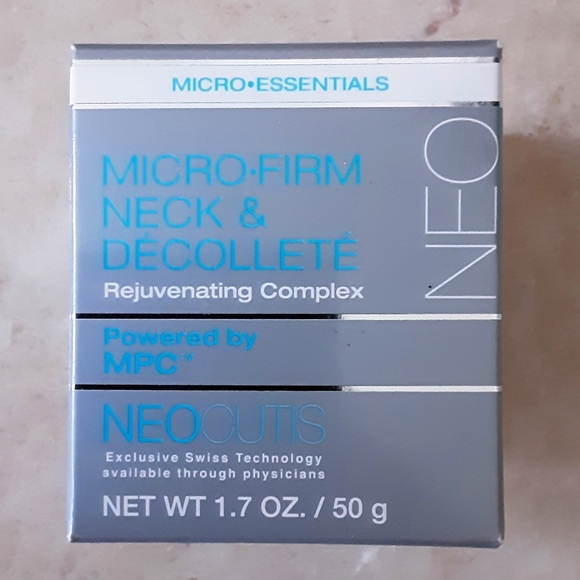 MICRO•ESSENTIALS
MICRO·FIRM
NECK &
DÉCOLLETÉ
Rejuvenating Complex
NEO
Powered by
MPC™
NEOCUTIS
Exclusive Swiss Technology
available through physicians
NET WT 1.7 OZ. / 50 g